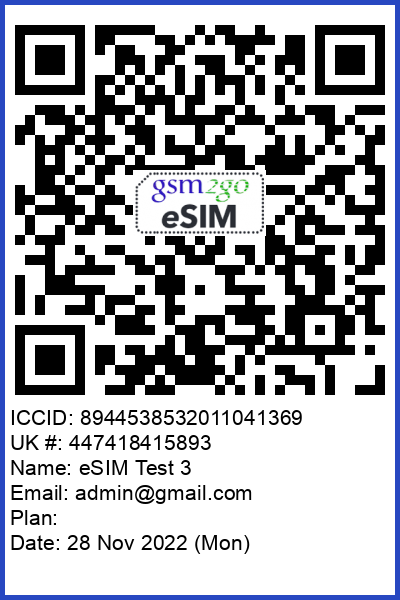 gsm2go
eSIM
ICCID: 8944538532011041369
UK #: 447418415893
Name: eSIM Test 3
Email: admin@gmail.com
Plan:
Date: 28 Nov 2022 (Mon)